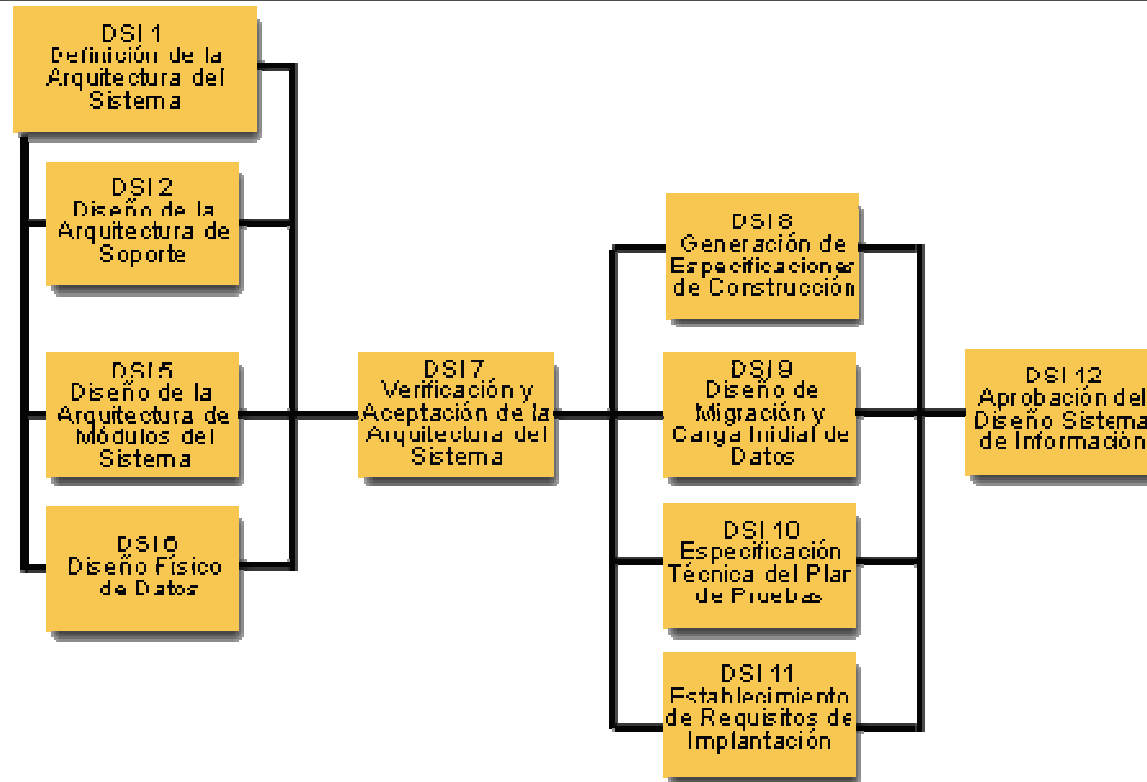 DSI 1
Definición de la
Arquitectura del
Sistema
DSI 2
Diseño de la
Arquitectura de
Soporte
DSI 5
Diseño de la
Arquitectura de
Módulos del
Sistema
DSI 6
Diseño Físico
de Datos
DSI 7
Verificación y
Aceptación de la
Arquitectura del
Sistema
DSI 8
Generación de
Especificaciones
de Construcción
DSI 9
Diseño de
Migración y
Carga Inidial de
Datos
DSI 10
Especificación
Técnica del Plan
de Pruebas
DSI 11
Establecimiento
de Requisitos de
Implantación
DSI 12
Aprobación del
Diseño Sistema
de Información